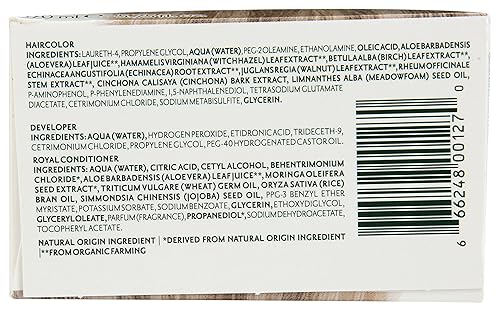 HAIRCOLOR
INGREDIENTS: LAURETH-4, PROPYLENE GLYCOL, AQUA (WATER), PEG-2 OLEAMINE, ETHANOLAMINE, OLEIC ACID, ALOE BARBADENSIS
(ALOE VERA) LEAF JUICE**, HAMAMELIS VIRGINIANA (WITCH HAZEL) LEAF EXTRACT**, BETULA ALBA (BIRCH) LEAF EXTRACT**,
ECHINACEA ANGUSTIFOLIA (ECHINACEA) ROOT EXTRACT**, JUGLANS REGIA (WALNUT) LEAF EXTRACT**, RHEUM OFFICINALE
STEM EXTRACT**, CINCHONA CALISAYA (CINCHONA) BARK EXTRACT, LIMNANTHES ALBA (MEADOWFOAM) SEED OIL,
P-AMINOPHENOL, P-PHENYLENEDIAMINE, 1,5-NAPHTHALENEDIOL, TETRASODIUM GLUTAMATE
DIACETATE, CETRIMONIUM CHLORIDE, SODIUM METABISULFITE, GLYCERIN.
DEVELOPER
INGREDIENTS: AQUA (WATER), HYDROGEN PEROXIDE, ETIDRONIC ACID, TRIDECETH-9,
CETRIMONIUM CHLORIDE, PROPYLENE GLYCOL, PEG-40 HYDROGENATED CASTOR OIL.
ROYAL CONDITIONER
INGREDIENTS: AQUA (WATER), CITRIC ACID, CETYL ALCOHOL, BEHENTRIMONIUM
CHLORIDE*, ALOE BARBADENSIS (ALOE VERA) LEAF JUICE**, MORINGA OLEIFERA
SEED EXTRACT*, TRITICUM VULGARE (WHEAT) GERM OIL, ORYZA SATIVA (RICE)
BRAN OIL, SIMMONDSIA CHINENSIS (JOJOBA) SEED OIL, PPG-3 BENZYL ETHER
MYRISTATE, POTASSIUM SORBATE, SODIUM BENZOATE, GLYCERIN, ETHOXYDIGLYCOL,
GLYCERYL OLEATE, PARFUM (FRAGRANCE), PROPANEDIOL*, SODIUM DEHYDROACETATE,
TOCOPHERYL ACETATE.
NATURAL ORIGIN INGREDIENT | *DERIVED FROM NATURAL ORIGIN INGREDIENT |
**FROM ORGANIC FARMING
6 66248 00127 0